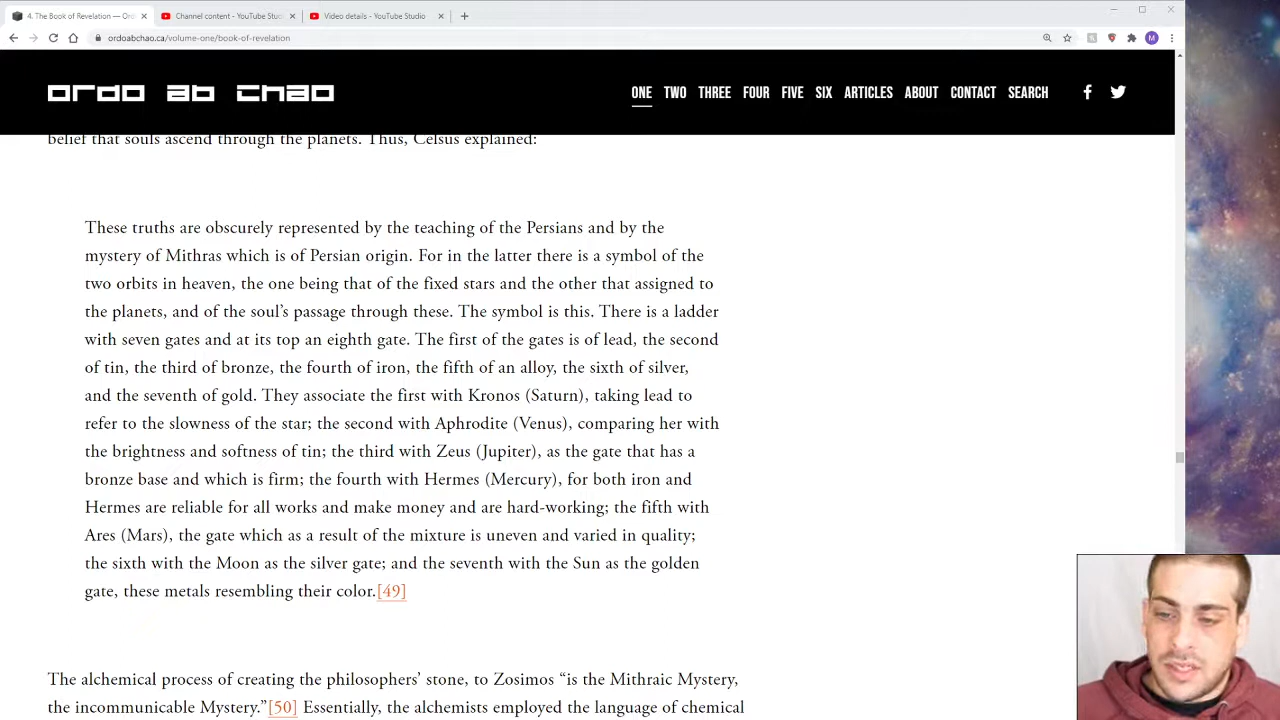 4. The Book of Revelation — Ord
Channel content - YouTube Stud
Video details - YouTube Studio
ordoabchao.ca/volume-one/book-of-revelation
M
ordo ab chao
ONE TWO THREE FOUR FIVE SIX ARTICLES ABOUT CONTACT SEARCH
belief that souls ascend through the planets. Thus, Celsus explained:
These truths are obscurely represented by the teaching of the Persians and by the
mystery of Mithras which is of Persian origin. For in the latter there is a symbol of the
two orbits in heaven, the one being that of the fixed stars and the other that assigned to
the planets, and of the soul’s passage through these. The symbol is this. There is a ladder
with seven gates and at its top an eighth gate. The first of the gates is of lead, the second
of tin, the third of bronze, the fourth of iron, the fifth of an alloy, the sixth of silver,
and the seventh of gold. They associate the first with Kronos (Saturn), taking lead to
refer to the slowness of the star; the second with Aphrodite (Venus), comparing her with
the brightness and softness of tin; the third with Zeus (Jupiter), as the gate that has a
bronze base and which is firm; the fourth with Hermes (Mercury), for both iron and
Hermes are reliable for all works and make money and are hard-working; the fifth with
Ares (Mars), the gate which as a result of the mixture is uneven and varied in quality;
the sixth with the Moon as the silver gate; and the seventh with the Sun as the golden
gate, these metals resembling their color.[49]
The alchemical process of creating the philosophers’ stone, to Zosimos “is the Mithraic Mystery,
the incommunicable Mystery.”[50] Essentially, the alchemists employed the language of chemical